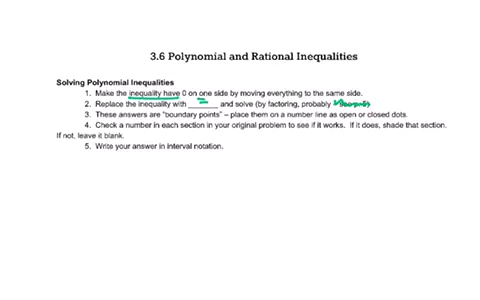 3.6 Polynomial and Rational Inequalities
Solving Polynomial Inequalities
1. Make the inequality have 0 on one side by moving everything to the same side.
2. Replace the inequality with ___=___ and solve (by factoring, probably
3. These answers are "boundary points" – place them on a number line as open or closed dots.
4. Check a number in each section in your original problem to see if it works. If it does, shade that section.
If not, leave it blank.
5. Write your answer in interval notation.